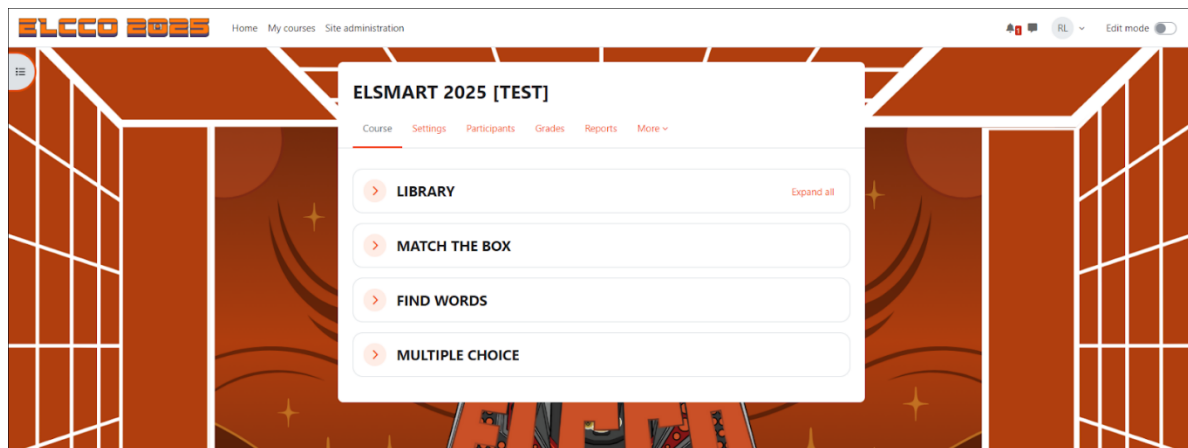 ELCCO 2025 Home My courses Site administration 1 RL Edit mode
ELSMART 2025 [TEST]
Course Settings Participants Grades Reports More
LIBRARY Expand all
MATCH THE BOX
FIND WORDS
MULTIPLE CHOICE